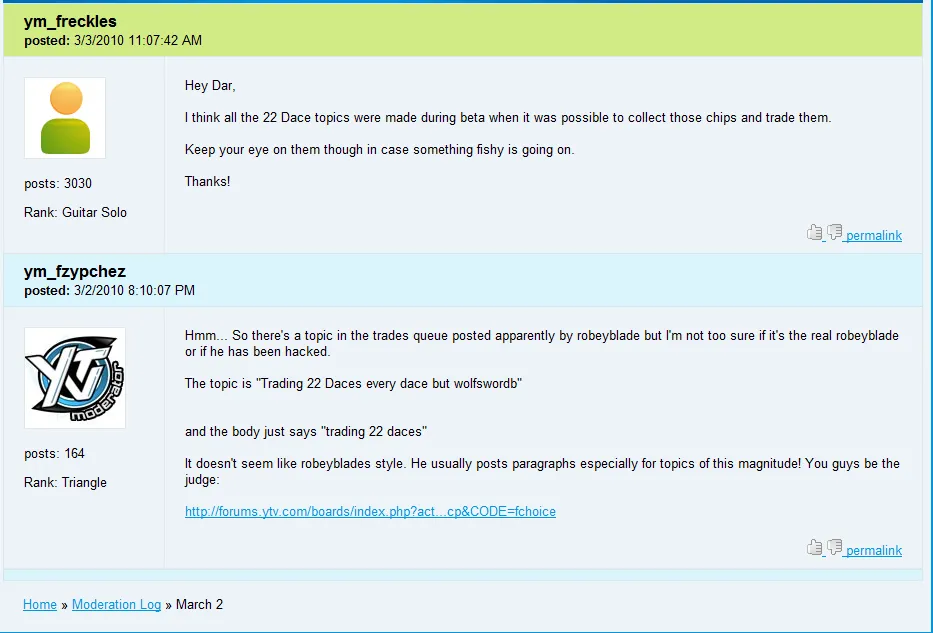 ym_freckles
posted: 3/3/2010 11:07:42 AM
Hey Dar,
I think all the 22 Dace topics were made during beta when it was possible to collect those chips and trade them.
Keep your eye on them though in case something fishy is going on.
Thanks!
posts: 3030
Rank: Guitar Solo
permalink
ym_fzypchez
posted: 3/2/2010 8:10:07 PM
YTV
moderator
Hmm... So there's a topic in the trades queue posted apparently by robeyblade but I'm not too sure if it's the real robeyblade
or if he has been hacked.
The topic is "Trading 22 Daces every dace but wolfswordb"
and the body just says "trading 22 daces"
It doesn't seem like robeyblades style. He usually posts paragraphs especially for topics of this magnitude! You guys be the
judge:
http://forums.ytv.com/boards/index.php?act...cp&CODE=fchoice
posts: 164
Rank: Triangle
permalink
Home » Moderation Log » March 2